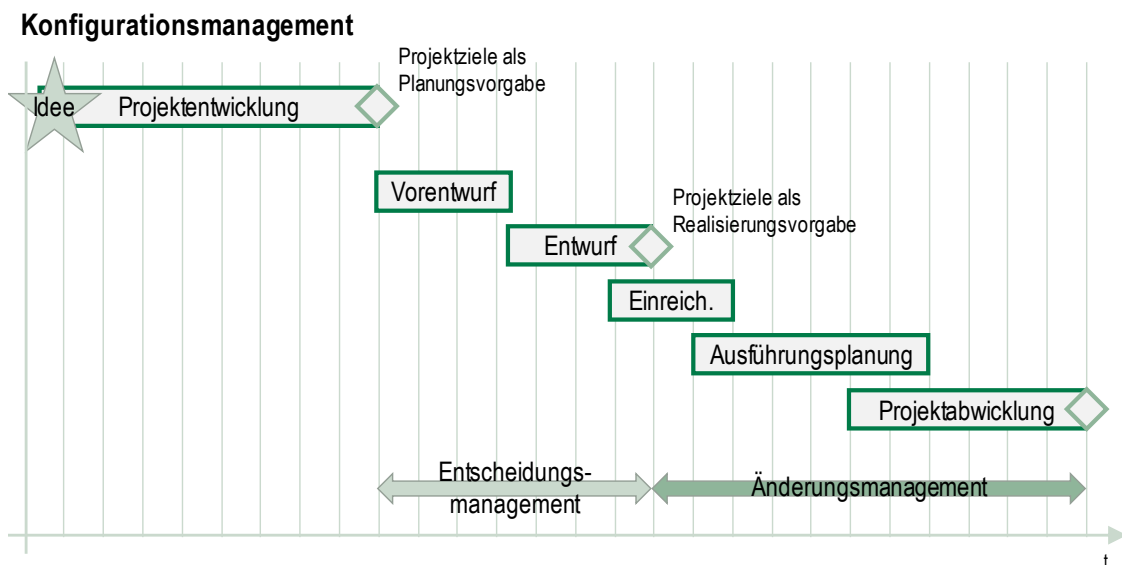 Konfigurationsmanagement
Projektziele als
Planungsvorgabe
Idee
Projektentwicklung
Vorentwurf
Projektziele als
Realisierungsvorgabe
Entwurf
Einreich.
Ausführungsplanung
Projektabwicklung
Entscheidungs-
management
Änderungsmanagement
t